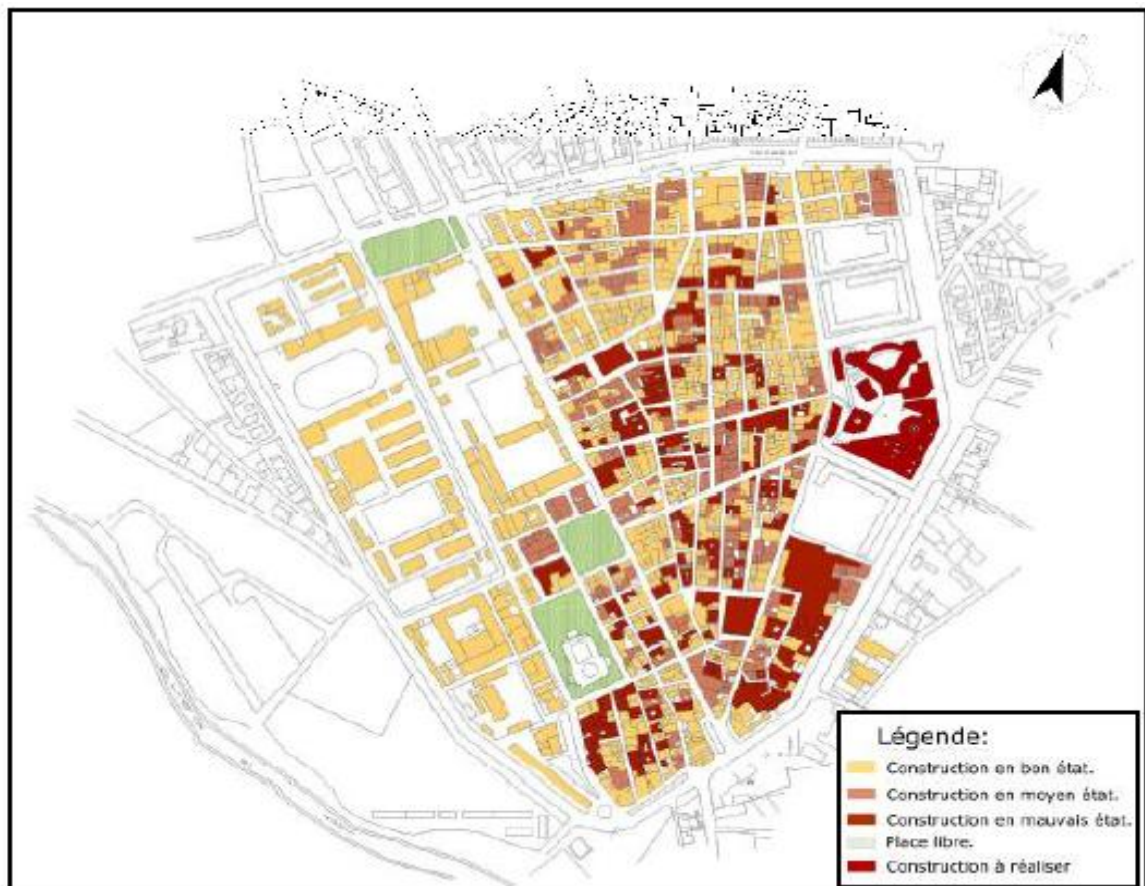 Légende:
Construction en bon état.
Construction en moyen état.
Construction en mauvais état.
Place libre.
Construction à réaliser